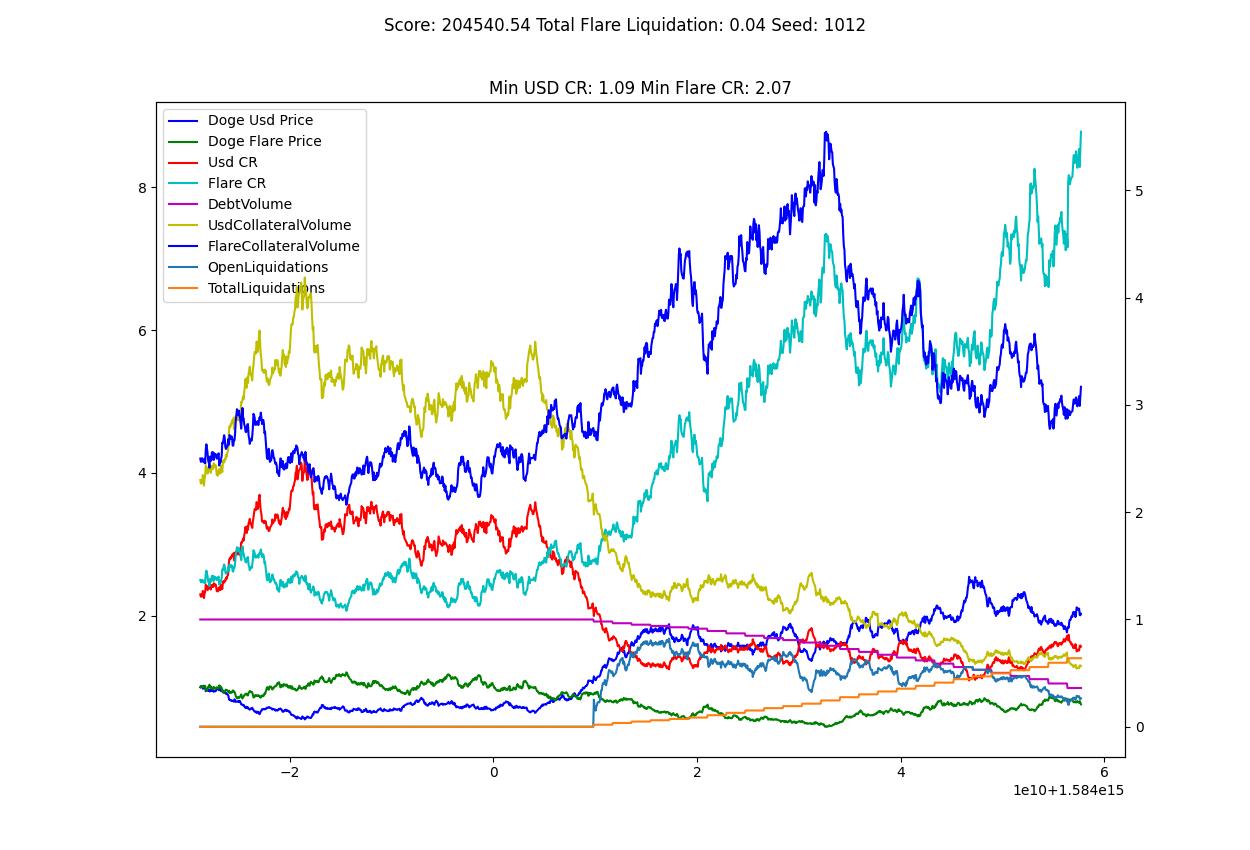 Score: 204540.54 Total Flare Liquidation: 0.04 Seed: 1012
Min USD CR: 1.09 Min Flare CR: 2.07
Doge Usd Price
Doge Flare Price
Usd CR
Flare CR
DebtVolume
UsdCollateralVolume
FlareCollateralVolume
OpenLiquidations
TotalLiquidations
8
6
4
2
5
4
3
2
1
0
−2 0 2 4 6
1e10+1.584e15